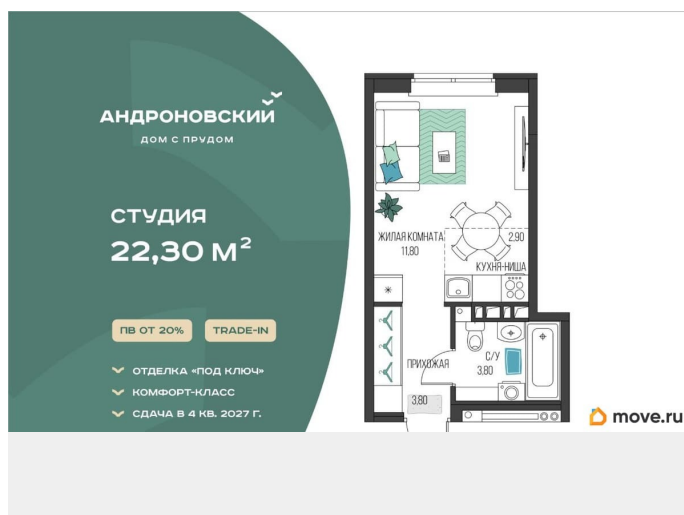 АНДРОНОВСКИЙ
ДОМ С ПРУДОМ
СТУДИЯ
22,30 М²
ПВ ОТ 20%
TRADE-IN
ОТДЕЛКА «ПОД КЛЮЧ»
КОМФОРТ-КЛАСС
СДАЧА В 4 КВ. 2027 Г.
ЖИЛАЯ КОМНАТА
11,80
2,90
КУХНЯ-НИША
ПРИХОЖАЯ
3,80
С/У
3,80
move.ru